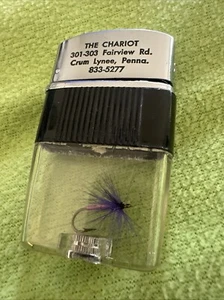 THE CHARIOT
301-303 Fairview Rd.
Crum Lynee, Penna.
833-5277